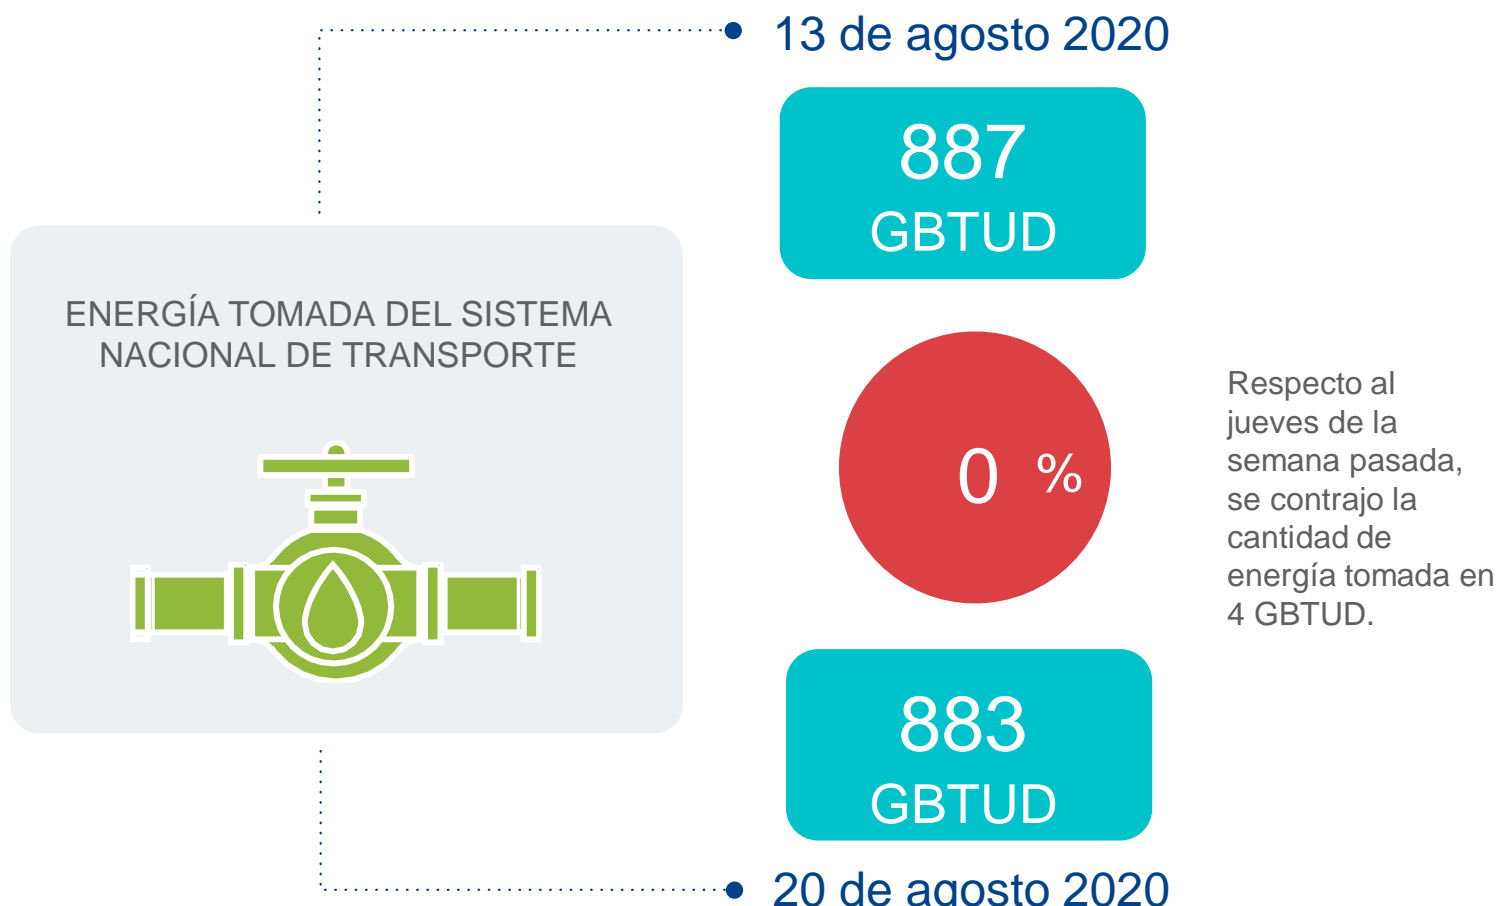 13 de agosto 2020
887
GBTUD
ENERGÍA TOMADA DEL SISTEMA
NACIONAL DE TRANSPORTE
0 %
Respecto al
jueves de la
semana pasada,
se contrajo la
cantidad de
energía tomada en
4 GBTUD.
883
GBTUD
20 de agosto 2020